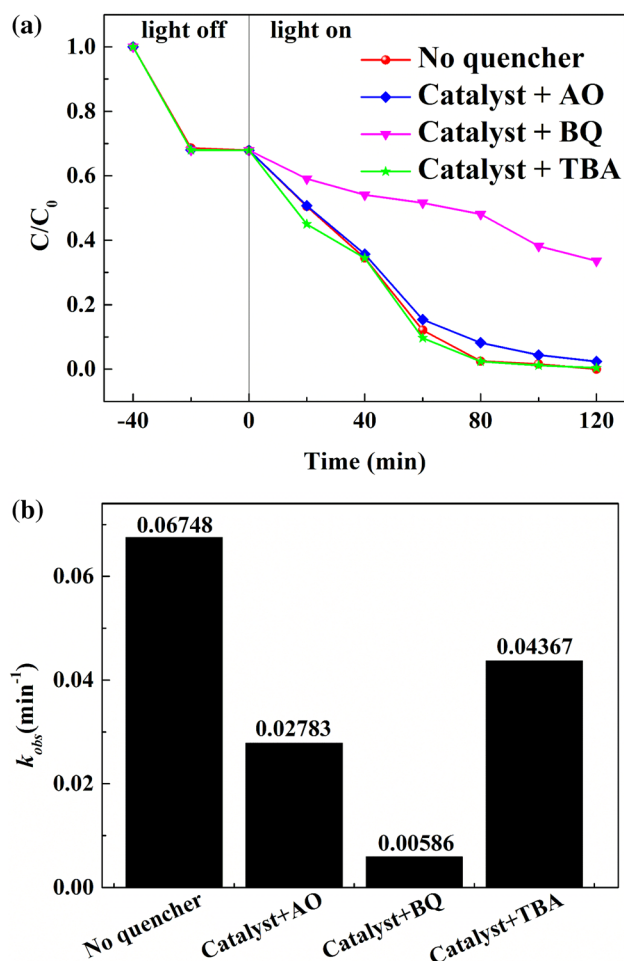 (a)
light off
light on
No quencher
Catalyst + AO
Catalyst + BQ
Catalyst + TBA
1.0
0.8
0.6
0.4
0.2
0.0
C/C0
-40
0
40
80
120
Time (min)
(b)
0.06748
0.02783
0.00586
0.04367
0.06
0.04
0.02
0.00
kobs(min-1)
No quencher
Catalyst+AO
Catalyst+BQ
Catalyst+TBA